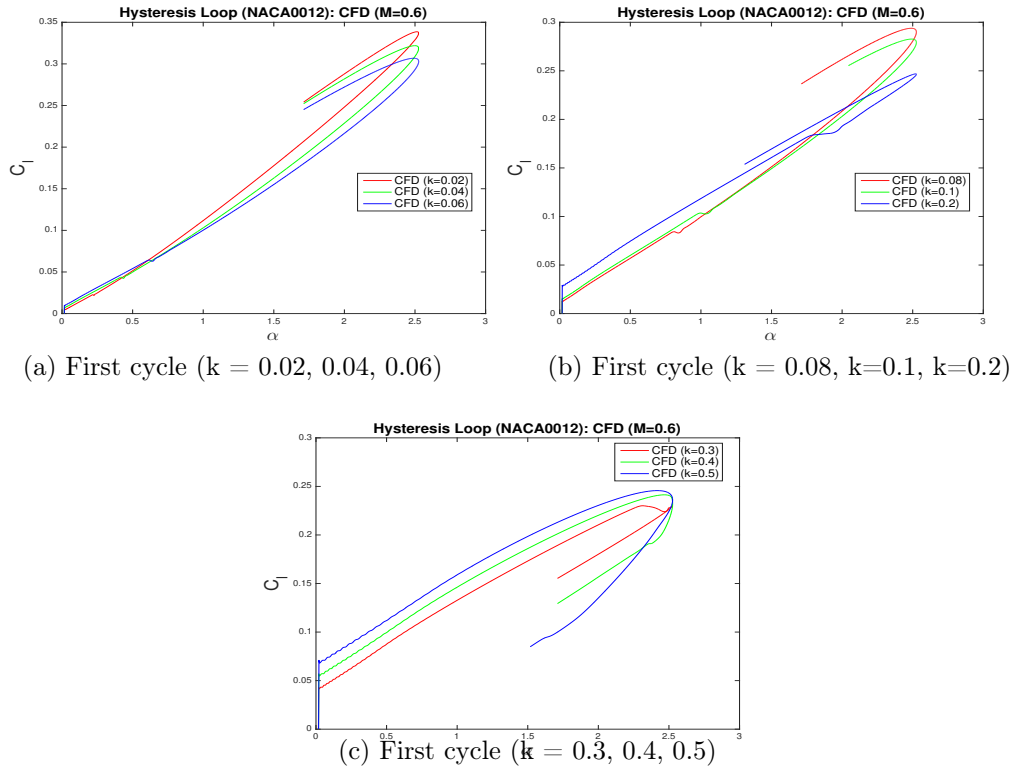 Hysteresis Loop (NACA0012): CFD (M=0.6)
0.35
0.3
0.25
0.2
0.15
0.1
0.05
0
C_l
CFD (k=0.02)
CFD (k=0.04)
CFD (k=0.06)
0 0.5 1 1.5 2 2.5 3
α
(a) First cycle (k = 0.02, 0.04, 0.06)
Hysteresis Loop (NACA0012): CFD (M=0.6)
0.3
0.25
0.2
0.15
0.1
0.05
0
C_l
CFD (k=0.08)
CFD (k=0.1)
CFD (k=0.2)
0 0.5 1 1.5 2 2.5 3
α
(b) First cycle (k = 0.08, k=0.1, k=0.2)
Hysteresis Loop (NACA0012): CFD (M=0.6)
0.3
0.25
0.2
0.15
0.1
0.05
0
C_l
CFD (k=0.3)
CFD (k=0.4)
CFD (k=0.5)
0 0.5 1 1.5 2 2.5 3
(c) First cycle (k = 0.3, 0.4, 0.5)